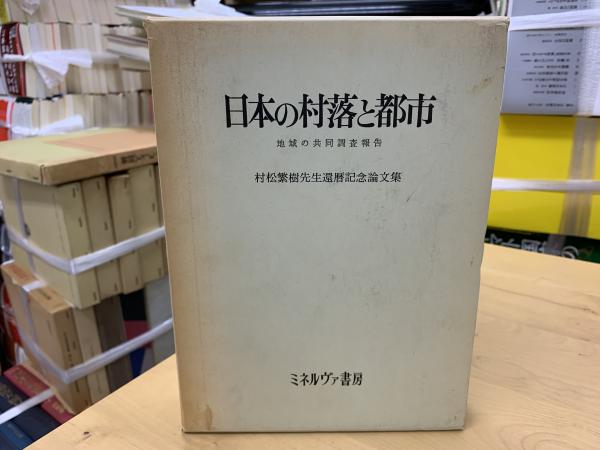 日本の村落と都市
地域の共同調査報告
村松繁樹先生還暦記念論文集
ミネルヴァ書房